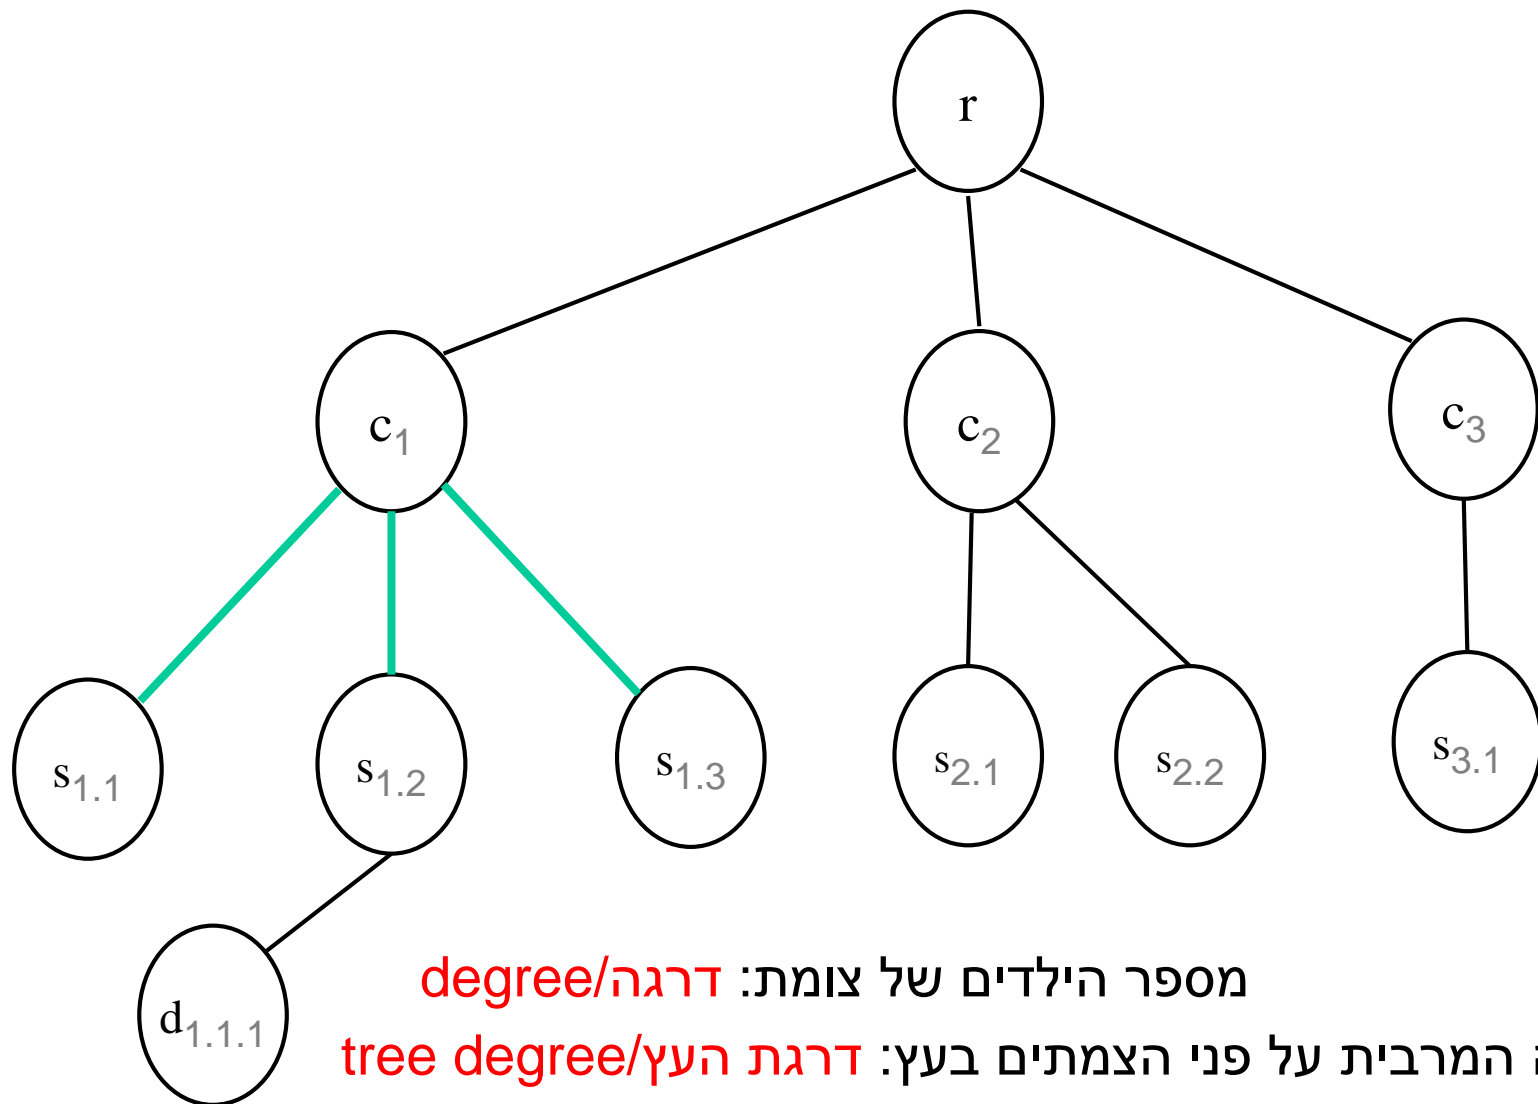 r
c1
c2
c3
s1.1
s1.2
s1.3
s2.1
s2.2
s3.1
d1.1.1
מספר הילדים של צומת: דרגה/degree
המרבית על פני הצמתים בעץ: דרגת העץ/tree degree